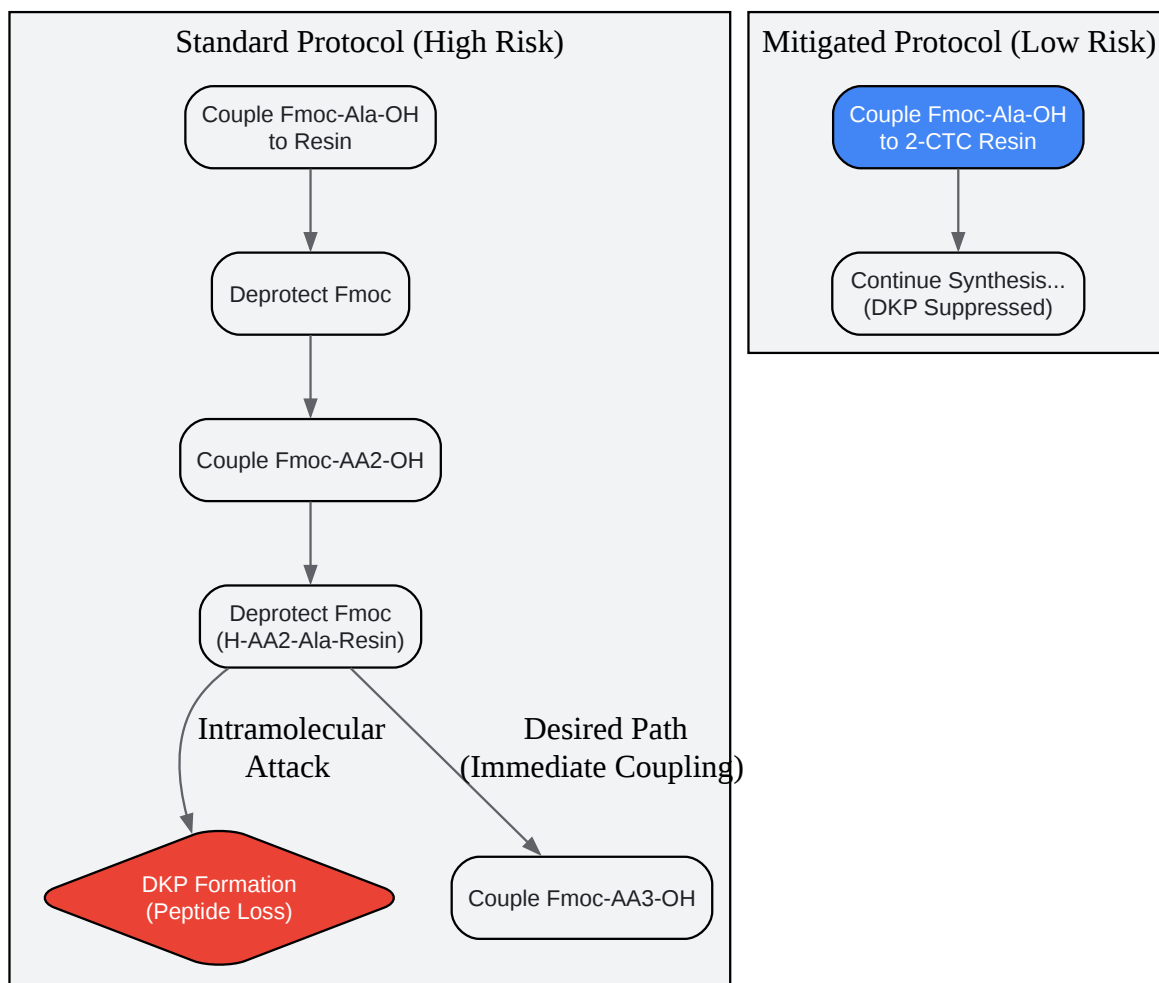 Standard Protocol (High Risk)
Couple Fmoc-Ala-OH
to Resin
Deprotect Fmoc
Couple Fmoc-AA2-OH
Deprotect Fmoc
(H-AA2-Ala-Resin)
Intramolecular
Attack
Desired Path
(Immediate Coupling)
DKP Formation
(Peptide Loss)
Couple Fmoc-AA3-OH
Mitigated Protocol (Low Risk)
Couple Fmoc-Ala-OH
to 2-CTC Resin
Continue Synthesis...
(DKP Suppressed)